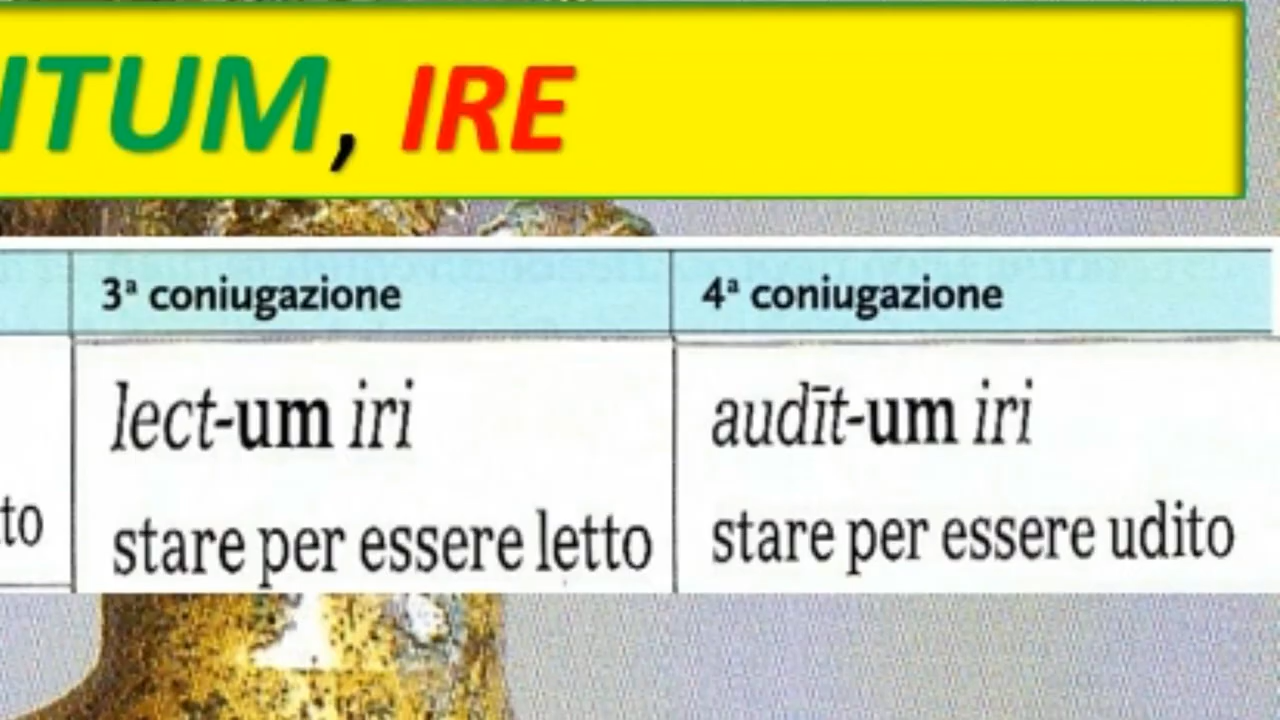 ITUM, IRE
3ª coniugazione
4ª coniugazione
lect-um iri
audīt-um iri
to
stare per essere letto
stare per essere udito